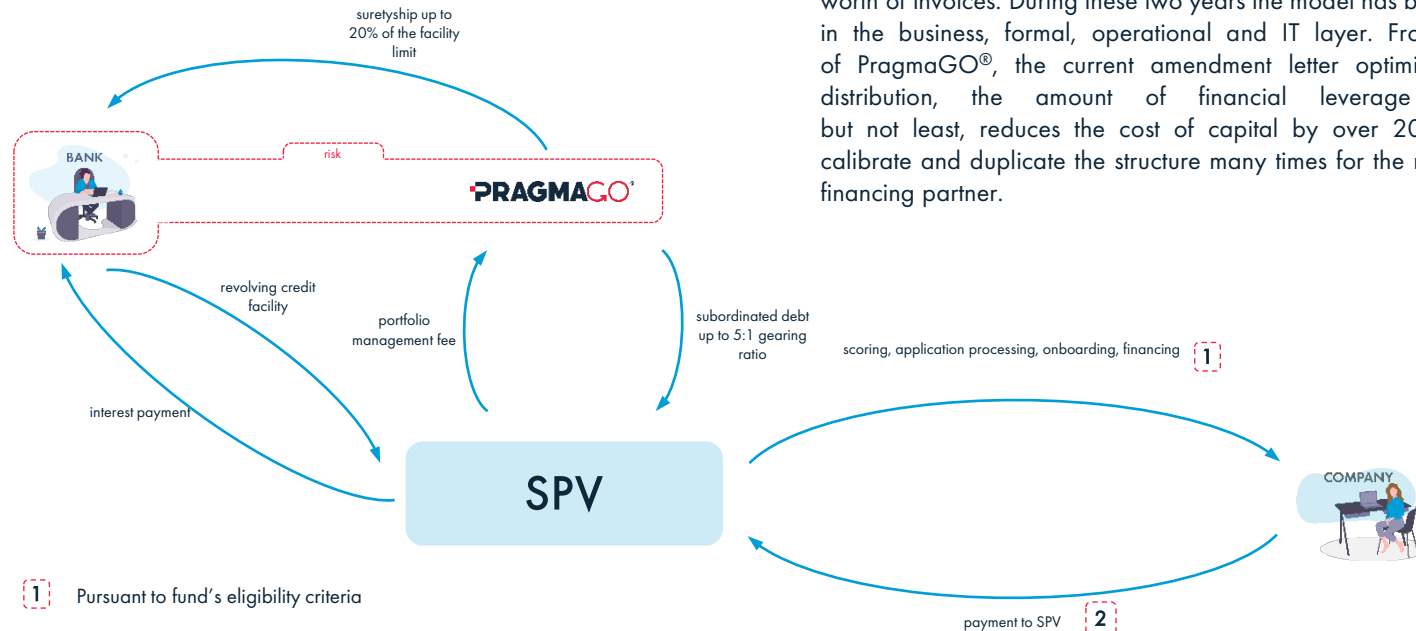 suretyship up to
20% of the facility
limit
worth of invoices. During these two years the model has b
in the business, formal, operational and IT layer. Fro
of PragmaGO®, the current amendment letter optimi
distribution, the amount of financial leverage
but not least, reduces the cost of capital by over 20
calibrate and duplicate the structure many times for the
financing partner.
BANK
risk
PRAGMAGO®
revolving credit
facility
portfolio
management fee
subordinated debt
up to 5:1 gearing
ratio
scoring, application processing, onboarding, financing 1
interest payment
SPV
COMPANY
1 Pursuant to fund's eligibility criteria
payment to SPV 2